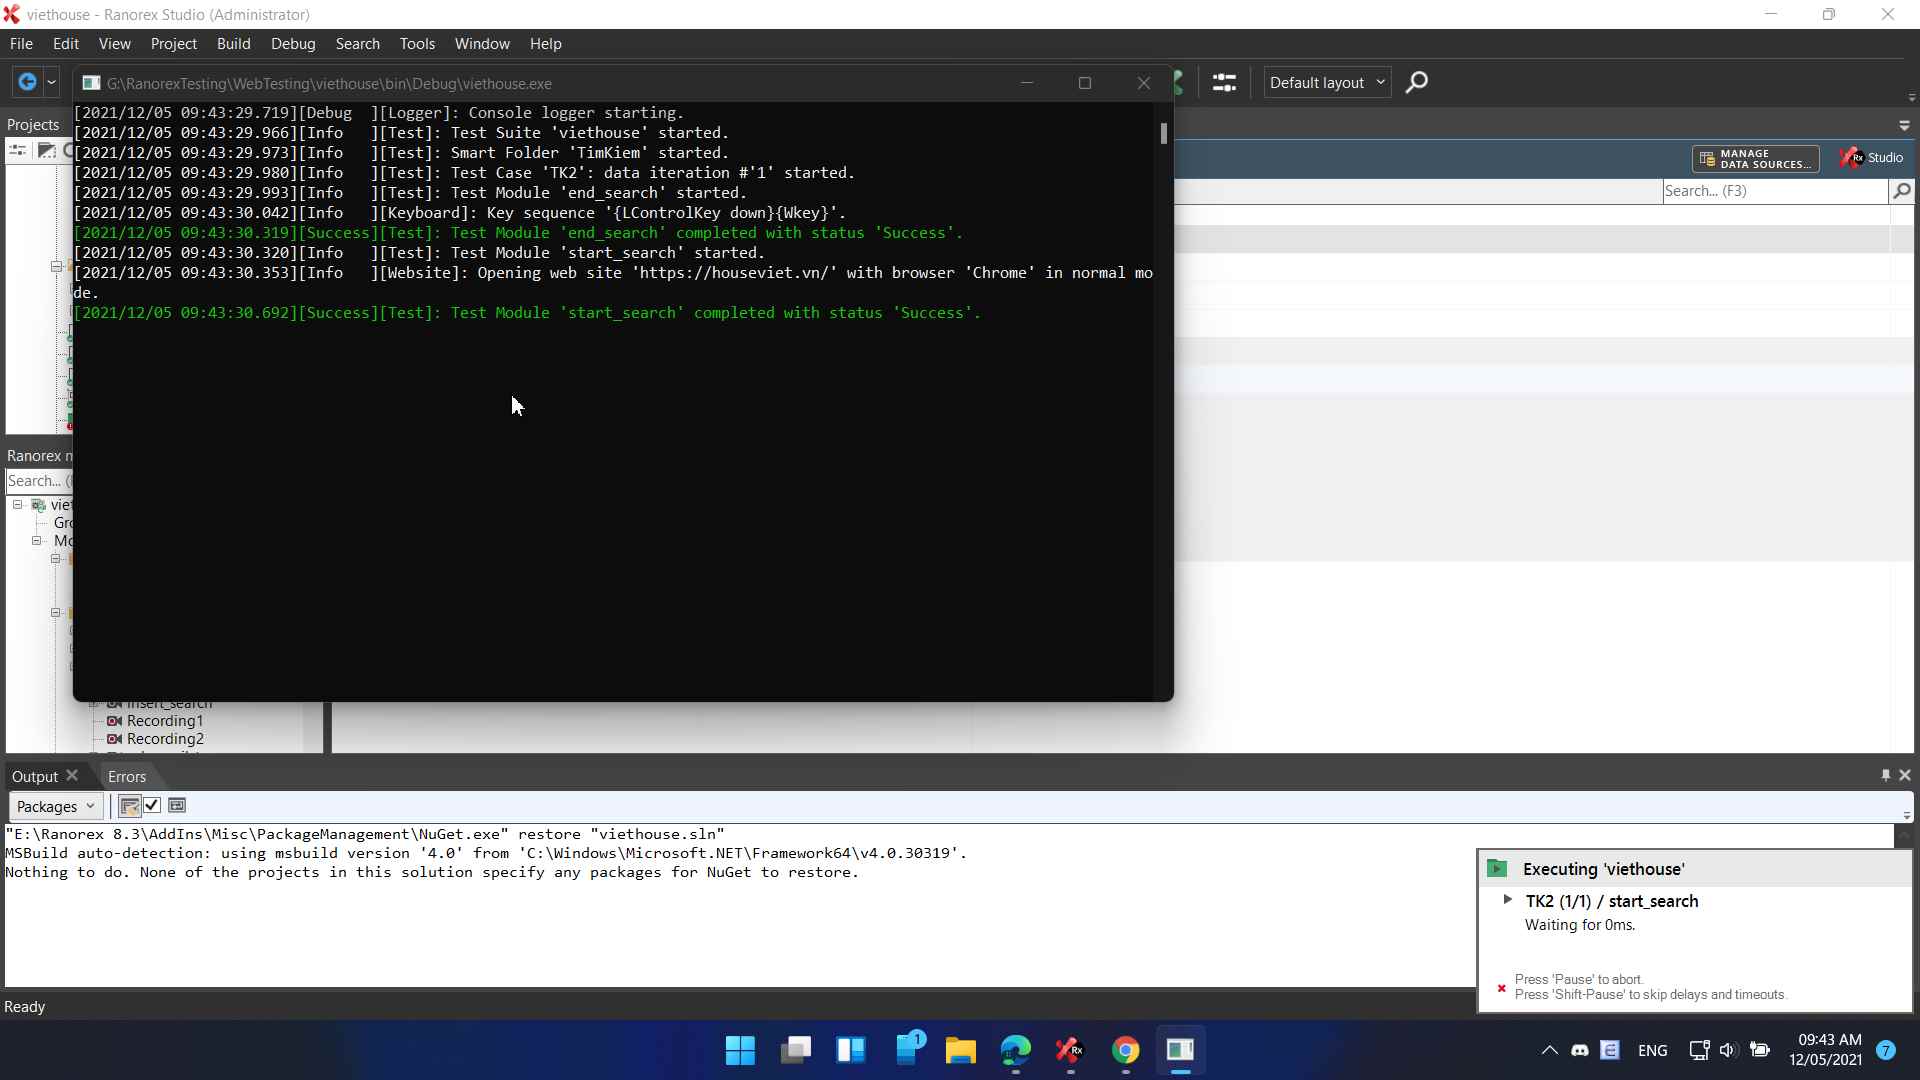 viethouse - Ranorex Studio (Administrator)
File Edit View Project Build Debug Search Tools Window Help
G:\RanorexTesting\WebTesting\viethouse\bin\Debug\viethouse.exe
Default layout
[2021/12/05 09:43:29.719][Debug  ][Logger]: Console logger starting.
[2021/12/05 09:43:29.966][Info   ][Test]: Test Suite 'viethouse' started.
[2021/12/05 09:43:29.973][Info   ][Test]: Smart Folder 'TimKiem' started.
[2021/12/05 09:43:29.980][Info   ][Test]: Test Case 'TK2': data iteration #'1' started.
[2021/12/05 09:43:29.993][Info   ][Test]: Test Module 'end_search' started.
[2021/12/05 09:43:30.042][Info   ][Keyboard]: Key sequence '{LControlKey down}{Wkey}'.
[2021/12/05 09:43:30.319][Success][Test]: Test Module 'end_search' completed with status 'Success'.
[2021/12/05 09:43:30.320][Info   ][Test]: Test Module 'start_search' started.
[2021/12/05 09:43:30.353][Info   ][Website]: Opening web site 'https://houseviet.vn/' with browser 'Chrome' in normal mo
de.
[2021/12/05 09:43:30.692][Success][Test]: Test Module 'start_search' completed with status 'Success'.
Projects
MANAGE
DATA SOURCES...
Rx Studio
Search... (F3)
Ranorex
Search...
Recording1
Recording2
Output Errors
Packages
"E:\Ranorex 8.3\AddIns\Misc\PackageManagement\NuGet.exe" restore "viethouse.sln"
MSBuild auto-detection: using msbuild version '4.0' from 'C:\Windows\Microsoft.NET\Framework64\v4.0.30319'.
Nothing to do. None of the projects in this solution specify any packages for NuGet to restore.
Executing 'viethouse'
TK2 (1/1) / start_search
Waiting for 0ms.
Press 'Pause' to abort.
Press 'Shift-Pause' to skip delays and timeouts.
Ready
1
Rx
ENG
09:43 AM
12/05/2021
7